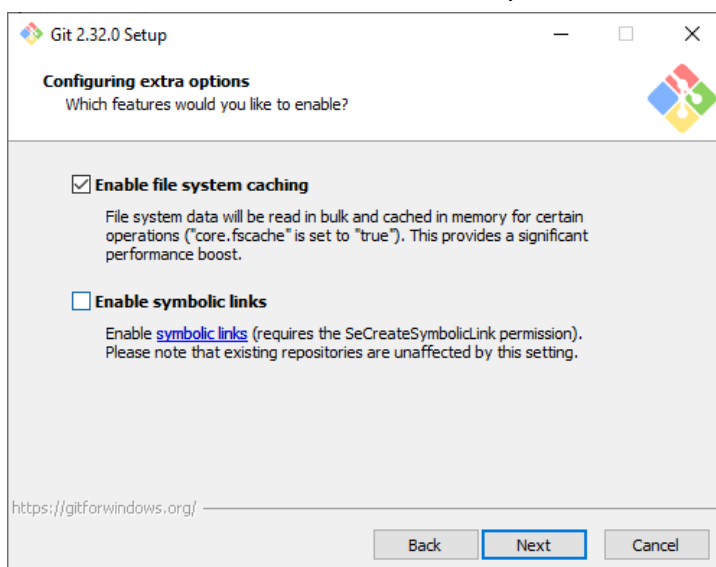 Git 2.32.0 Setup
Configuring extra options
Which features would you like to enable?
Enable file system caching
File system data will be read in bulk and cached in memory for certain
operations ("core.fscache" is set to "true"). This provides a significant
performance boost.
Enable symbolic links
Enable symbolic links (requires the SeCreateSymbolicLink permission).
Please note that existing repositories are unaffected by this setting.
https://gitforwindows.org/
Back Next Cancel